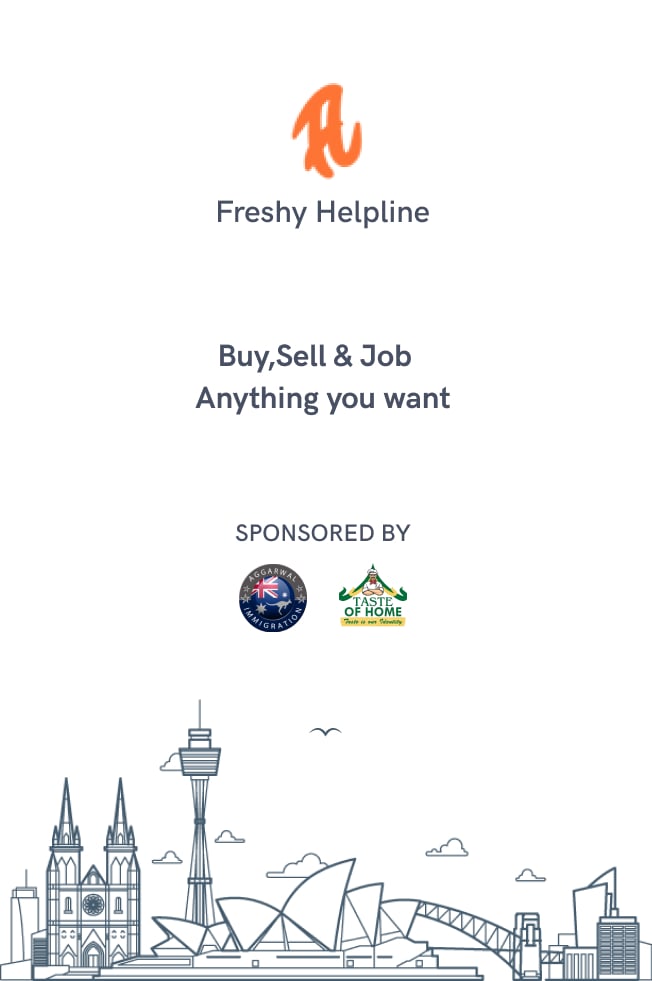 Freshy Helpline
Buy,Sell & Job
Anything you want
SPONSORED BY
AGGARWAL
IMMIGRATION
TASTE
OF HOME
Taste is our Identity